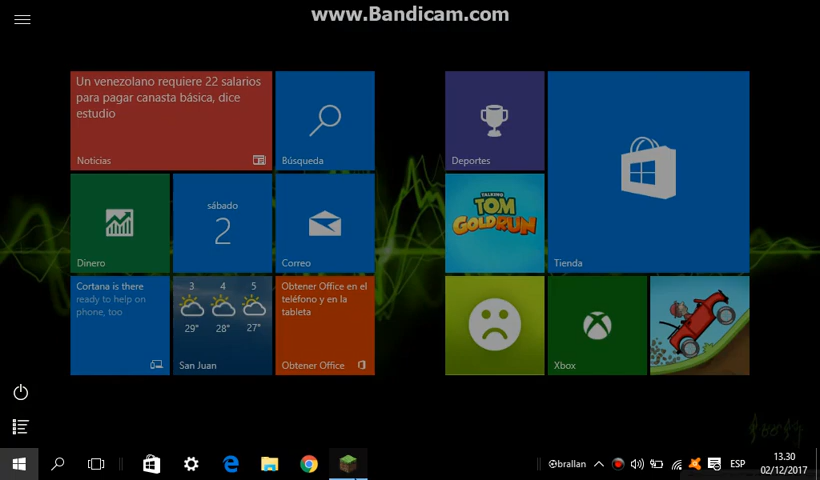 www.Bandicam.com
Un venezolano requiere 22 salarios
para pagar canasta básica, dice
estudio
Noticias
Búsqueda
Deportes
Tienda
Dinero
sábado
2
Correo
TALKING
TOM
GOLD RUN
Cortana is there
ready to help on
phone, too
3 4 5
29° 28° 27°
San Juan
Obtener Office en el
teléfono y en la
tableta
Obtener Office
Xbox
@brallan
ESP
13.30
02/12/2017